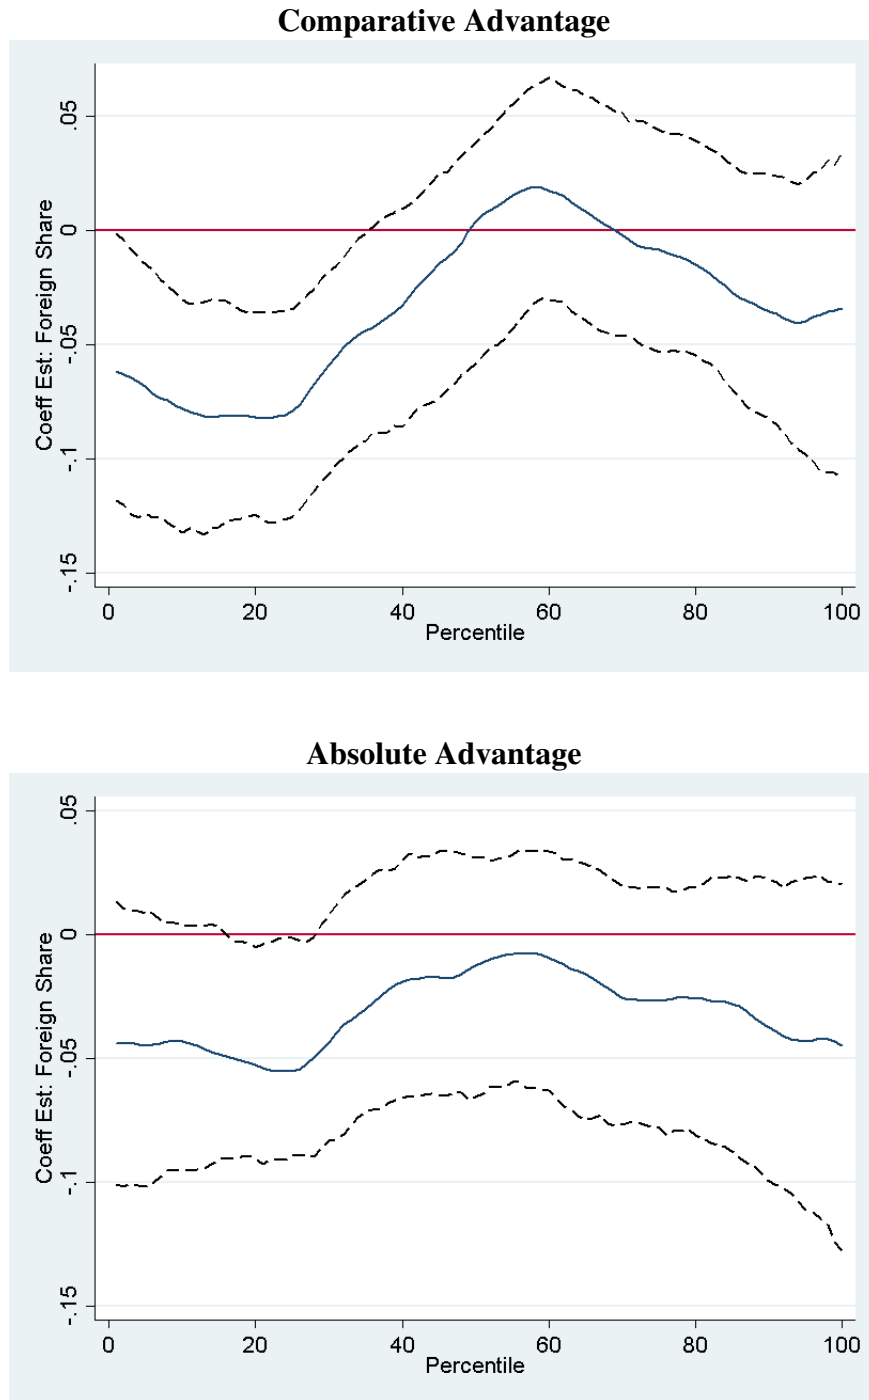 Comparative Advantage
.05
0
-.05
-.1
-.15
Coeff Est: Foreign Share
0 20 40 60 80 100
Percentile
Absolute Advantage
.05
0
-.05
-.1
-.15
Coeff Est: Foreign Share
0 20 40 60 80 100
Percentile